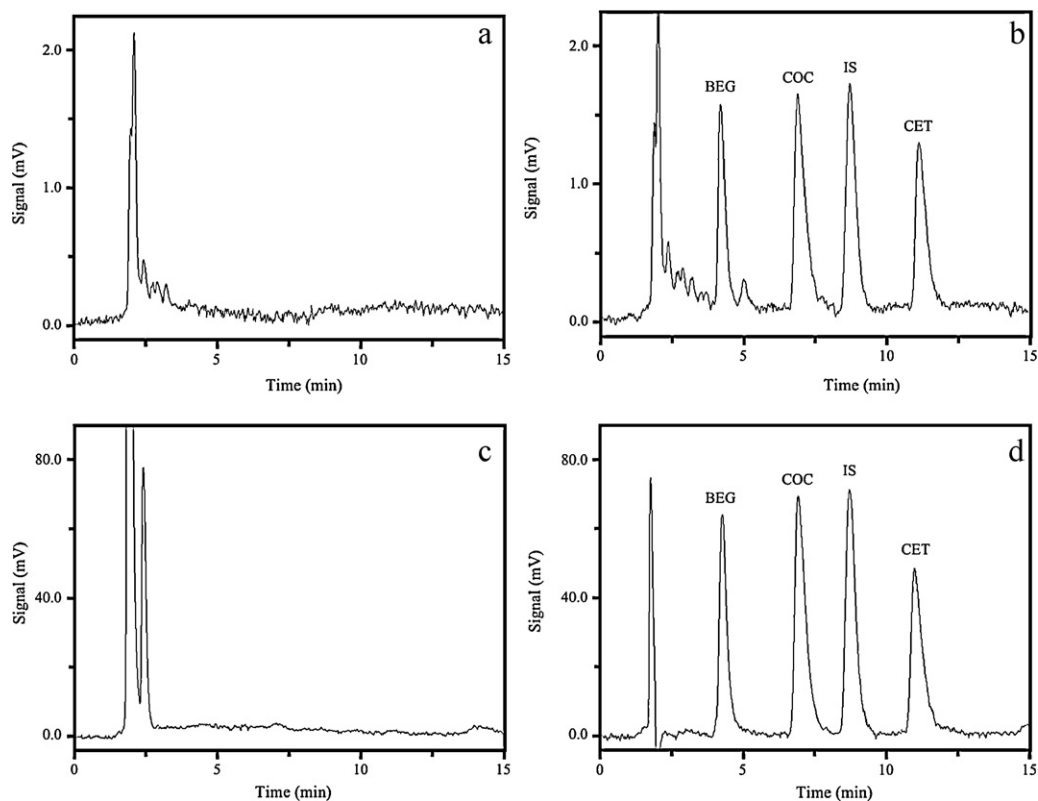 a
2.0
1.0
0.0
Signal (mV)
0 5 10 15
Time (min)
b
BEG COC IS CET
2.0
1.0
0.0
Signal (mV)
0 5 10 15
Time (min)
c
80.0
40.0
0.0
Signal (mV)
0 5 10 15
Time (min)
d
BEG COC IS CET
80.0
40.0
0.0
Signal (mV)
0 5 10 15
Time (min)